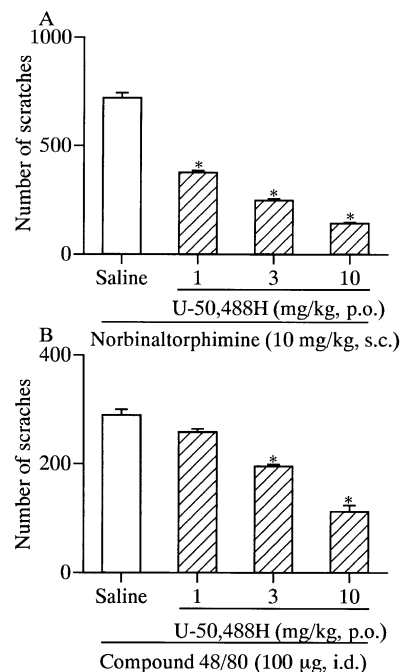 A
1000
500
0
Number of scratches
*
*
*
Saline 1 3 10
U-50,488H (mg/kg, p.o.)
Norbinaltorphimine (10 mg/kg, s.c.)
B
400
200
0
Number of scraches
*
*
Saline 1 3 10
U-50,488H (mg/kg, p.o.)
Compound 48/80 (100 μg, i.d.)